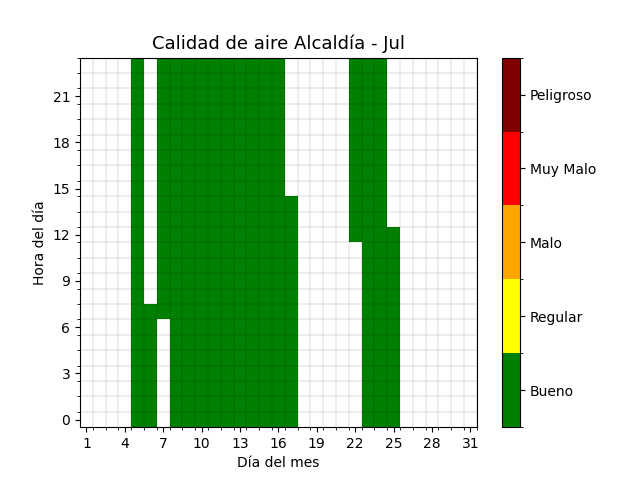 Calidad de aire Alcaldía - Jul
Hora del día
21
18
15
12
9
6
3
0
1 4 7 10 13 16 19 22 25 28 31
Día del mes
Peligroso
Muy Malo
Malo
Regular
Bueno